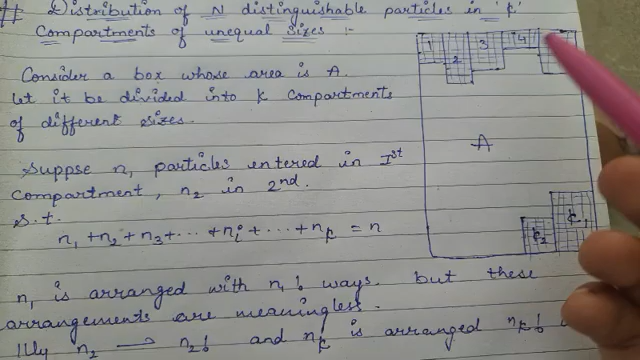 # Distribution of N distinguishable particles in 'k'
Compartments of unequal sizes :-
1 2 3 4
Consider a box whose area is A.
Let it be divided into K compartments
of different sizes.
A
Suppse n₁ particles entered in Iˢᵗ
compartment, n₂ in 2ⁿᵈ.
s.t.
n₁ + n₂ + n₃ + ... + nᵢ + ... + nₖ = n
n₁ is arranged with n₁! ways. but these
arrangements are meaningless.
Illy n₂ → n₂! and nₖ is arranged nₖ!